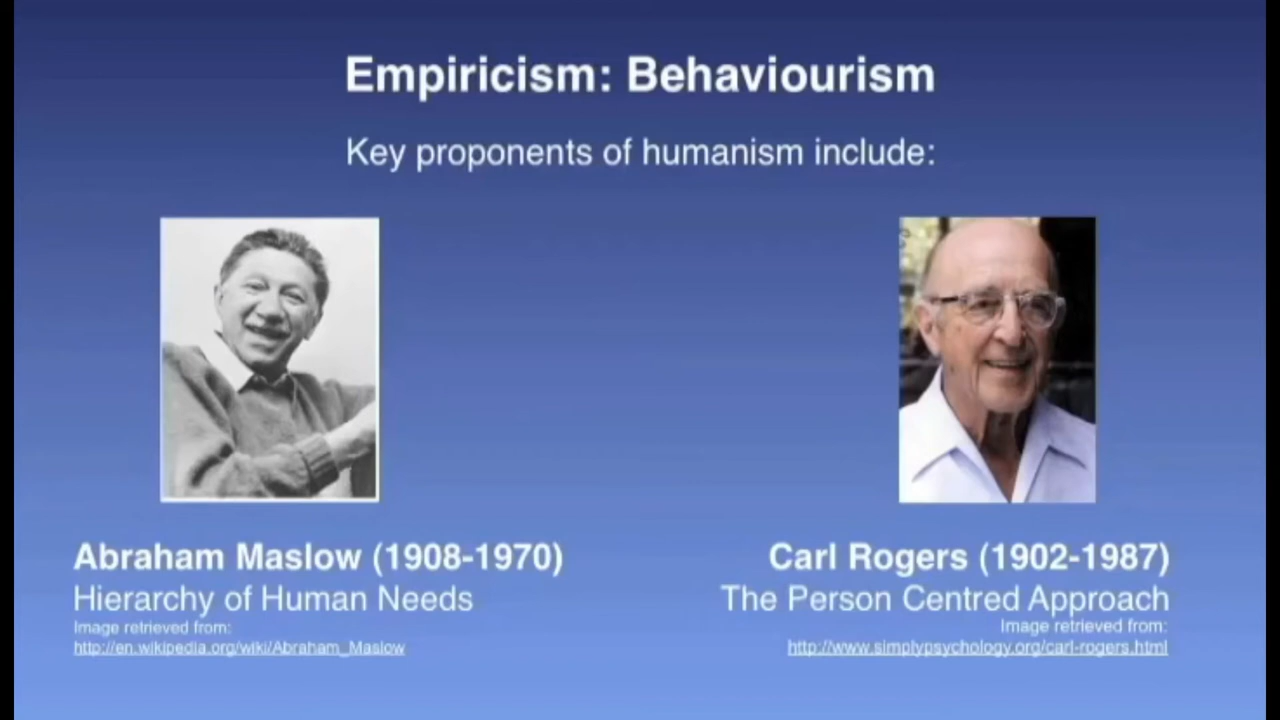 Empiricism: Behaviourism
Key proponents of humanism include:
Abraham Maslow (1908-1970)
Hierarchy of Human Needs
Image retrieved from:
http://en.wikipedia.org/wiki/Abraham_Maslow
Carl Rogers (1902-1987)
The Person Centred Approach
Image retrieved from:
http://www.simplypsychology.org/carl-rogers.html